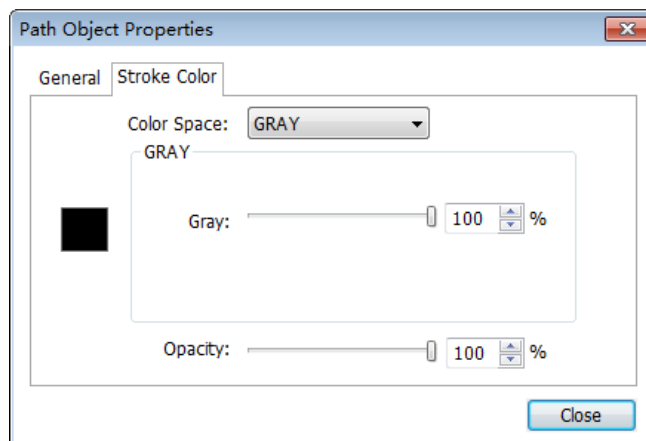 Path Object Properties
General Stroke Color
Color Space: GRAY
GRAY
Gray: 100 %
Opacity: 100 %
Close